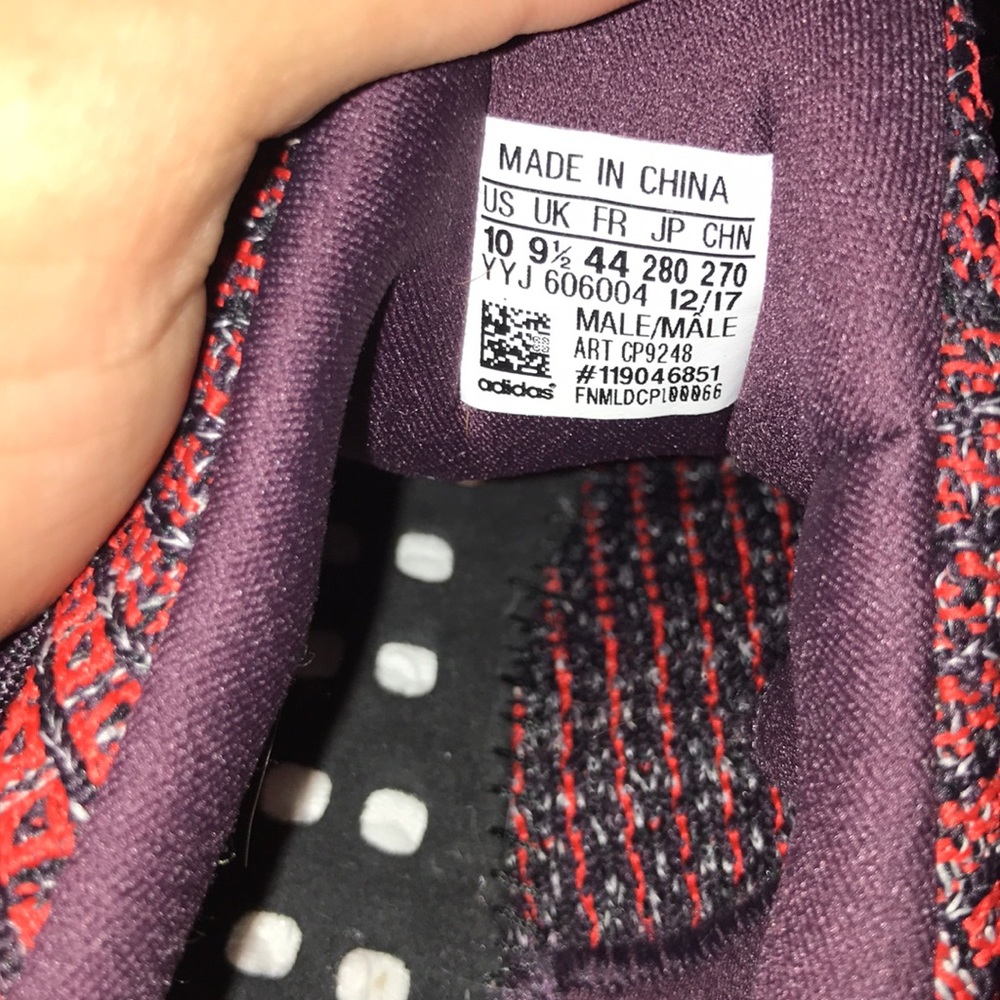 MADE IN CHINA
US UK FR JP CHN
10 9½ 44 280 270
YYJ 606004 12/17
MALE/MÂLE
ART CP9248
#119046851
adidas
FNMLDCPL00066